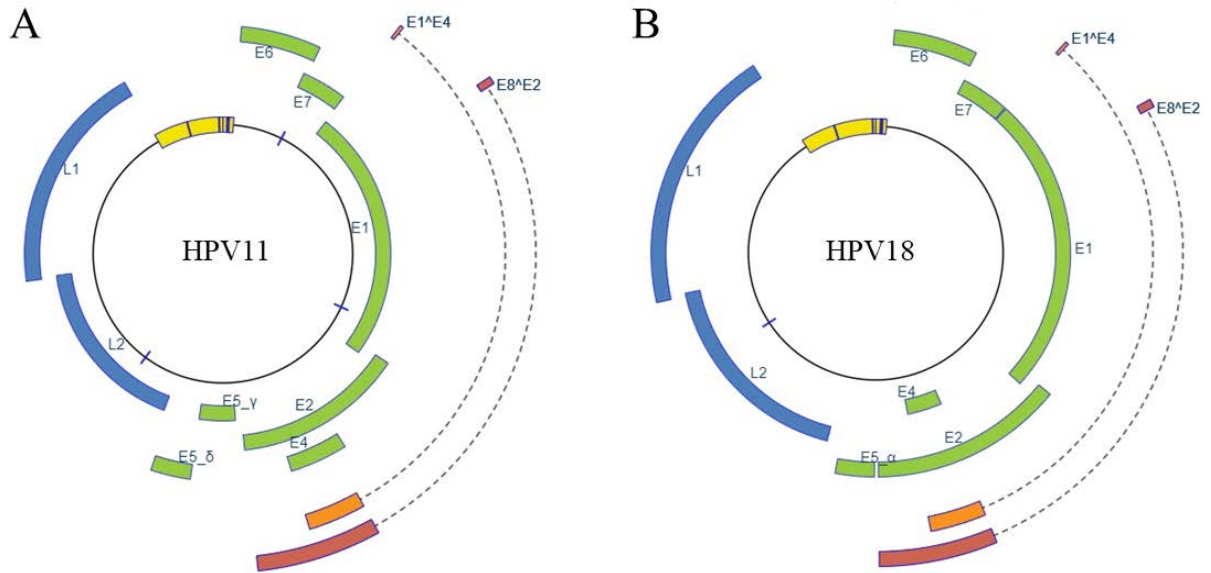 A
E6
E1^E4
E7
E8^E2
L1
E1
HPV11
L2
E5_γ
E2
E4
E5_δ
B
E6
E1^E4
E7
E8^E2
L1
E1
HPV18
L2
E4
E2
E5_α